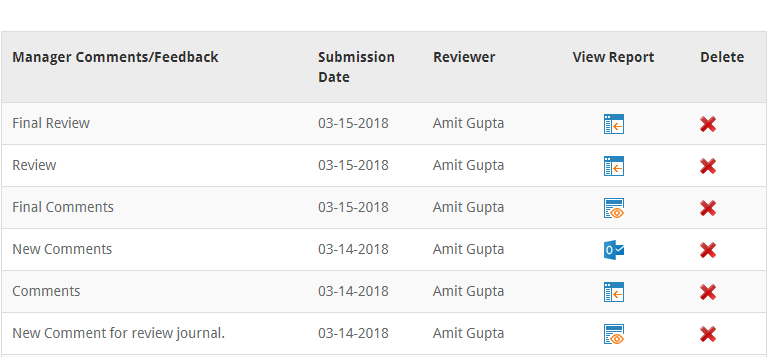 Manager Comments/Feedback Submission Date Reviewer View Report Delete
Final Review 03-15-2018 Amit Gupta
Review 03-15-2018 Amit Gupta
Final Comments 03-15-2018 Amit Gupta
New Comments 03-14-2018 Amit Gupta
Comments 03-14-2018 Amit Gupta
New Comment for review journal. 03-14-2018 Amit Gupta